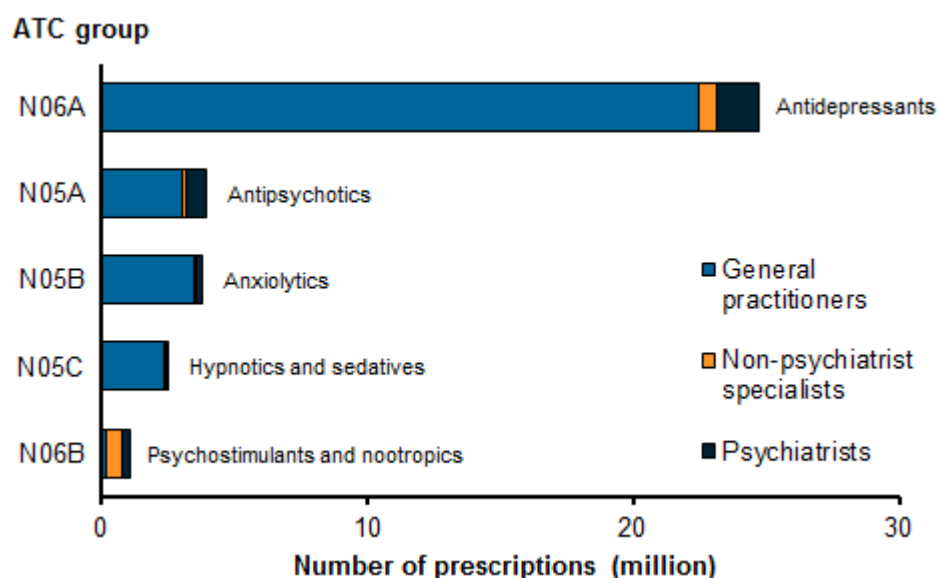 ATC group
N06A
Antidepressants
N05A
Antipsychotics
N05B
Anxiolytics
General
practitioners
N05C
Hypnotics and sedatives
Non-psychiatrist
specialists
N06B
Psychostimulants and nootropics
Psychiatrists
0 10 20 30
Number of prescriptions (million)